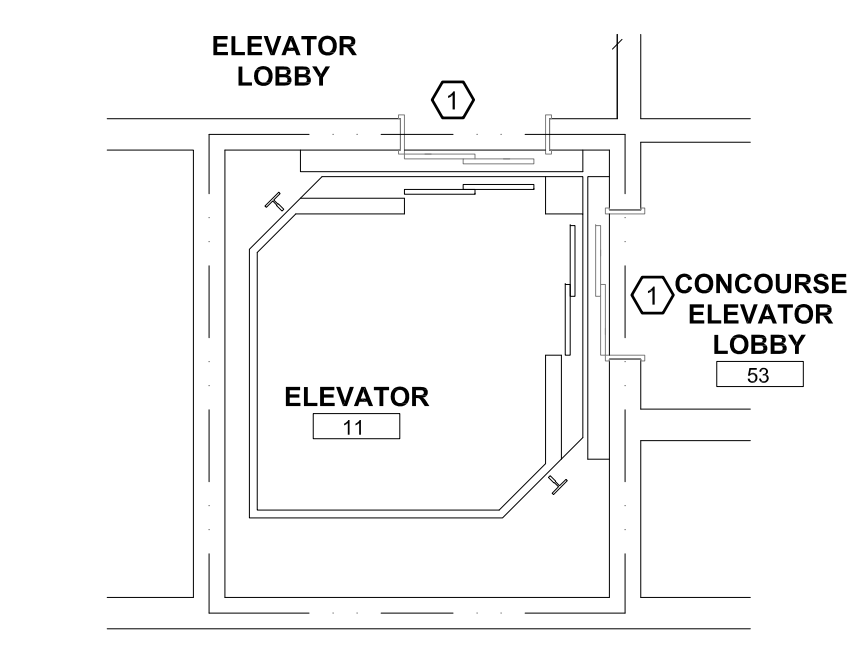 ELEVATOR
LOBBY
1
1
CONCOURSE
ELEVATOR
LOBBY
53
ELEVATOR
11